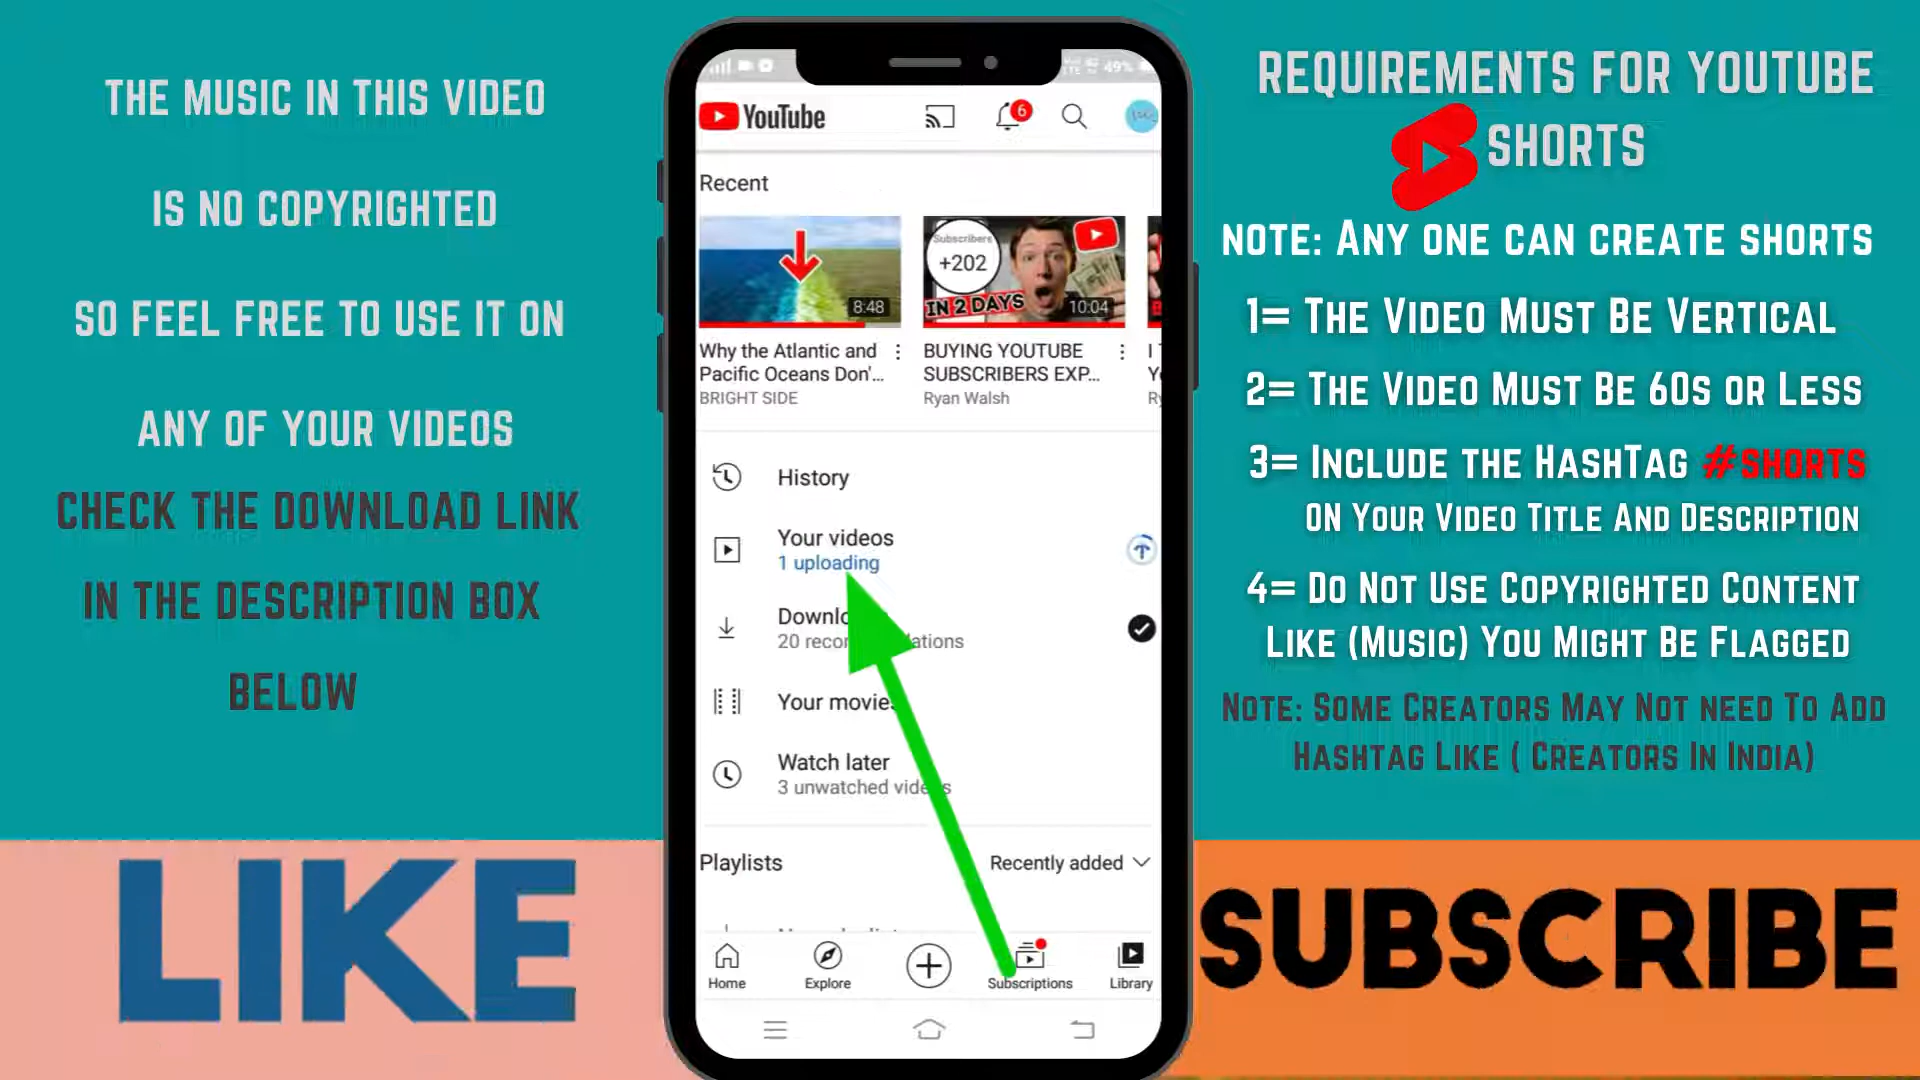 THE MUSIC IN THIS VIDEO
IS NO COPYRIGHTED
SO FEEL FREE TO USE IT ON
ANY OF YOUR VIDEOS
CHECK THE DOWNLOAD LINK
IN THE DESCRIPTION BOX
BELOW
LIKE
49%
YouTube
6
Recent
8:48
Subscribers
+202
IN 2 DAYS
10:04
Why the Atlantic and
Pacific Oceans Don'...
BRIGHT SIDE
BUYING YOUTUBE
SUBSCRIBERS EXP...
Ryan Walsh
History
Your videos
1 uploading
20
Your
Watch later
3 unwatched
Playlists
Recently added
Home
Explore
Subscriptions
Library
REQUIREMENTS FOR YOUTUBE
SHORTS
NOTE: ANY ONE CAN CREATE SHORTS
1= THE VIDEO MUST BE VERTICAL
2= THE VIDEO MUST BE 60S OR LESS
3= INCLUDE THE HASHTAG #SHORTS
ON YOUR VIDEO TITLE AND DESCRIPTION
4= DO NOT USE COPYRIGHTED CONTENT
LIKE (MUSIC) YOU MIGHT BE FLAGGED
NOTE: SOME CREATORS MAY NOT NEED TO ADD
HASHTAG LIKE ( CREATORS IN INDIA)
SUBSCRIBE